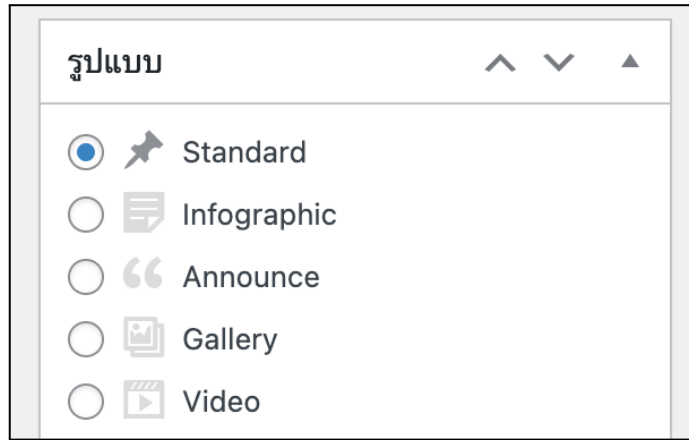 รูปแบบ
Standard
Infographic
Announce
Gallery
Video